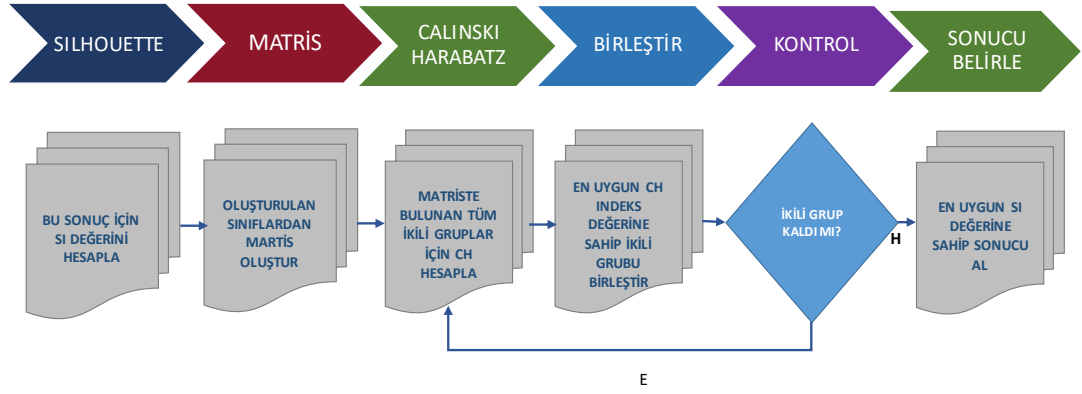 SILHOUETTE
MATRİS
CALINSKI
HARABATZ
BİRLEŞTİR
KONTROL
SONUCU
BELİRLE
BU SONUÇ İÇİN
SI DEĞERİNİ
HESAPLA
OLUŞTURULAN
SINIFLARDAN
MARTİS
OLUŞTUR
MATRİSTE
BULUNAN TÜM
İKİLİ GRUPLAR
İÇİN CH
HESAPLA
EN UYGUN CH
INDEKS
DEĞERİNE
SAHİP İKİLİ
GRUBU
BİRLEŞTİR
İKİLİ GRUP
KALDI MI?
H
EN UYGUN SI
DEĞERİNE
SAHİP SONUCU
AL
E